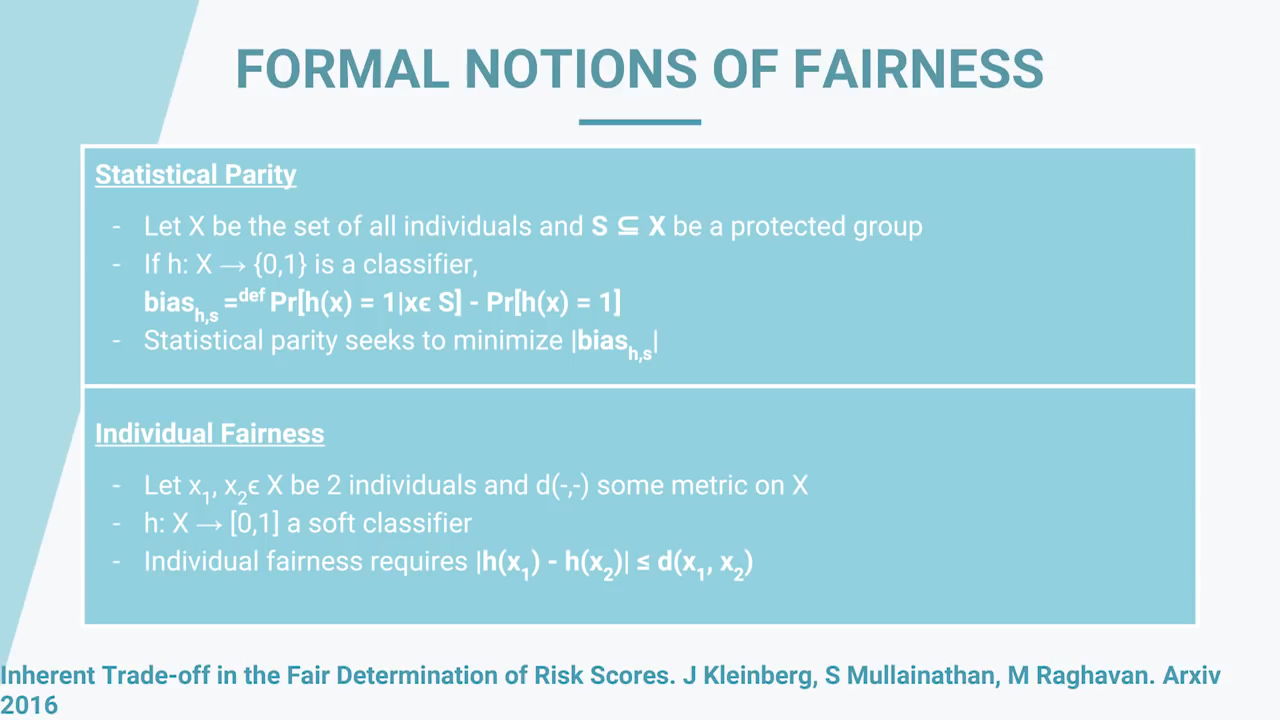 FORMAL NOTIONS OF FAIRNESS
Statistical Parity
- Let X be the set of all individuals and S ⊆ X be a protected group
- If h: X → {0,1} is a classifier,
bias_h,s =^def Pr[h(x) = 1|xϵ S] - Pr[h(x) = 1]
- Statistical parity seeks to minimize |bias_h,s|
Individual Fairness
- Let x₁, x₂ϵ X be 2 individuals and d(-,-) some metric on X
- h: X → [0,1] a soft classifier
- Individual fairness requires |h(x₁) - h(x₂)| ≤ d(x₁, x₂)
Inherent Trade-off in the Fair Determination of Risk Scores. J Kleinberg, S Mullainathan, M Raghavan. Arxiv
2016